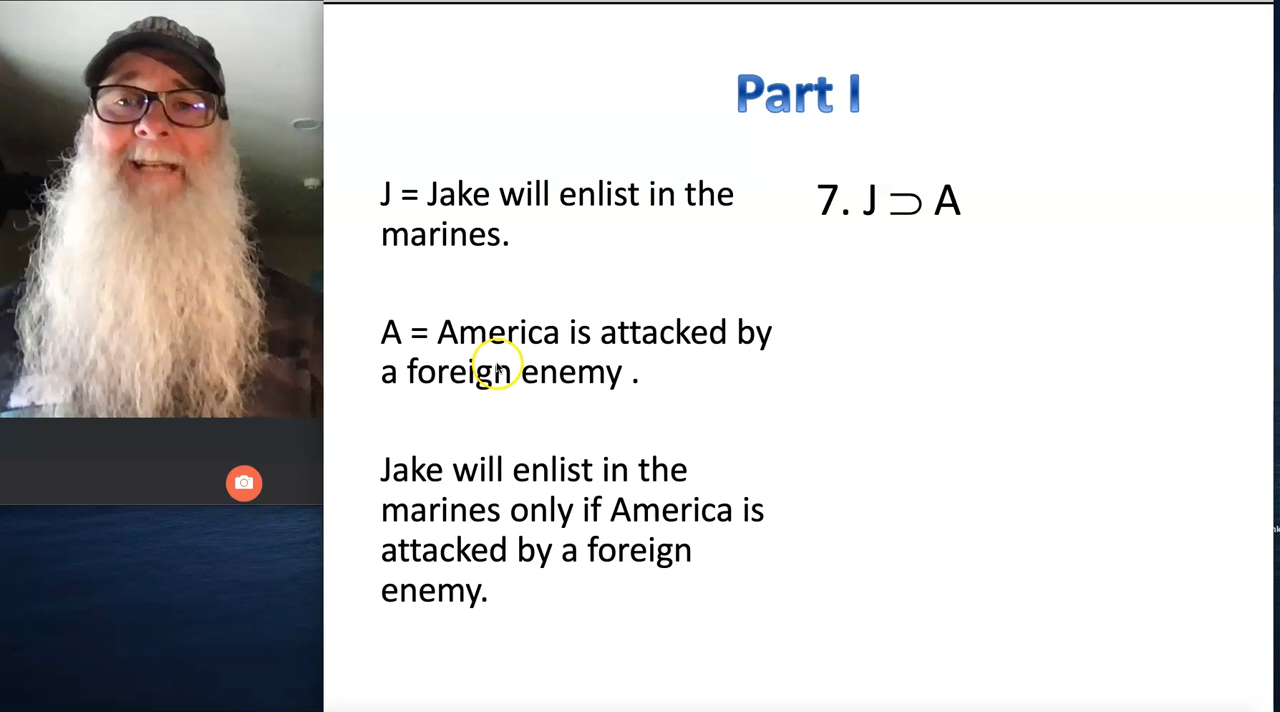 Part I
J = Jake will enlist in the
marines.
A = America is attacked by
a foreign enemy .
Jake will enlist in the
marines only if America is
attacked by a foreign
enemy.
7. J ⊃ A